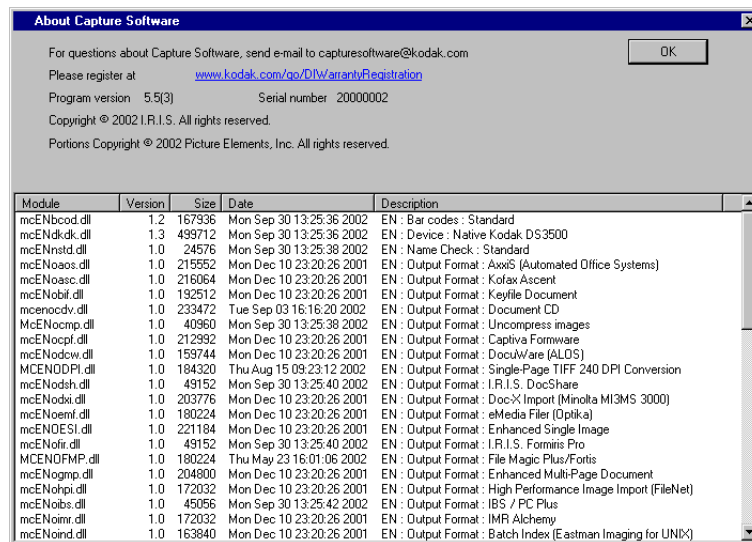 About Capture Software
For questions about Capture Software, send e-mail to capturesoftware@kodak.com
OK
Please register at www.kodak.com/go/DIWarrantyRegistration
Program version 5.5(3) Serial number 20000002
Copyright © 2002 I.R.I.S. All rights reserved.
Portions Copyright © 2002 Picture Elements, Inc. All rights reserved.
Module Version Size Date Description
mcENbcod.dll 1.2 167936 Mon Sep 30 13:25:36 2002 EN : Bar codes : Standard
mcENdkdk.dll 1.3 499712 Mon Sep 30 13:25:36 2002 EN : Device : Native Kodak DS3500
mcENnstd.dll 1.0 24576 Mon Sep 30 13:25:38 2002 EN : Name Check : Standard
mcENoaos.dll 1.0 215552 Mon Dec 10 23:20:26 2001 EN : Output Format : AxxiS (Automated Office Systems)
mcENoasc.dll 1.0 216064 Mon Dec 10 23:20:26 2001 EN : Output Format : Kofax Ascent
mcENobif.dll 1.0 192512 Mon Dec 10 23:20:26 2001 EN : Output Format : Keyfile Document
mcenocdv.dll 1.0 233472 Tue Sep 03 16:16:20 2002 EN : Output Format : Document CD
McENocmp.dll 1.0 40960 Mon Sep 30 13:25:38 2002 EN : Output Format : Uncompress images
mcENocpf.dll 1.0 212992 Mon Dec 10 23:20:26 2001 EN : Output Format : Captiva Formware
mcENodcw.dll 1.0 159744 Mon Dec 10 23:20:26 2001 EN : Output Format : DocuWare (ALOS)
MCENODPI.dll 1.0 184320 Thu Aug 15 09:23:12 2002 EN : Output Format : Single-Page TIFF 240 DPI Conversion
mcENodsh.dll 1.0 49152 Mon Sep 30 13:25:40 2002 EN : Output Format : I.R.I.S. DocShare
mcENodxi.dll 1.0 203776 Mon Dec 10 23:20:26 2001 EN : Output Format : Doc-X Import (Minolta MI3MS 3000)
mcENoemf.dll 1.0 180224 Mon Dec 10 23:20:26 2001 EN : Output Format : eMedia Filer (Optika)
mcENOESI.dll 1.0 221184 Mon Dec 10 23:20:26 2001 EN : Output Format : Enhanced Single Image
mcENofir.dll 1.0 49152 Mon Sep 30 13:25:40 2002 EN : Output Format : I.R.I.S. Formiris Pro
MCENOFMP.dll 1.0 180224 Thu May 23 16:01:06 2002 EN : Output Format : File Magic Plus/Fortis
mcENogmp.dll 1.0 204800 Mon Dec 10 23:20:26 2001 EN : Output Format : Enhanced Multi-Page Document
mcENohpi.dll 1.0 172032 Mon Dec 10 23:20:26 2001 EN : Output Format : High Performance Image Import (FileNet)
mcENoibs.dll 1.0 45056 Mon Sep 30 13:25:42 2002 EN : Output Format : IBS / PC Plus
mcENoimr.dll 1.0 172032 Mon Dec 10 23:20:26 2001 EN : Output Format : IMR Alchemy
mcENoind.dll 1.0 163840 Mon Dec 10 23:20:26 2001 EN : Output Format : Batch Index (Eastman Imaging for UNIX)